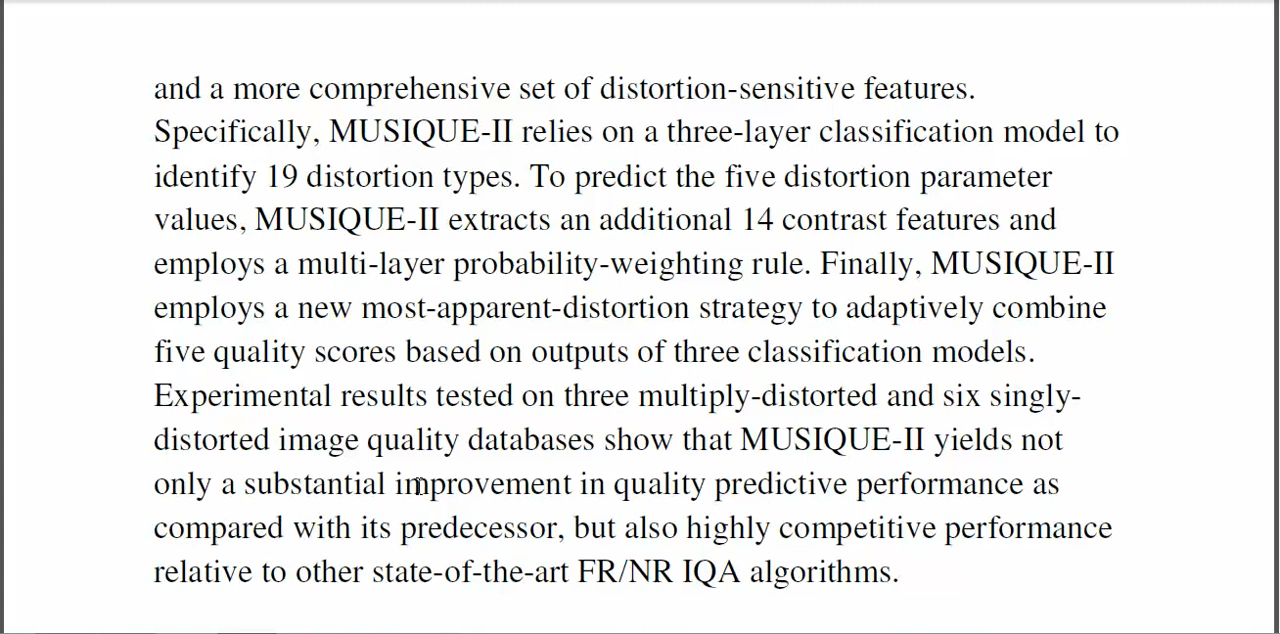 and a more comprehensive set of distortion-sensitive features.
Specifically, MUSIQUE-II relies on a three-layer classification model to
identify 19 distortion types. To predict the five distortion parameter
values, MUSIQUE-II extracts an additional 14 contrast features and
employs a multi-layer probability-weighting rule. Finally, MUSIQUE-II
employs a new most-apparent-distortion strategy to adaptively combine
five quality scores based on outputs of three classification models.
Experimental results tested on three multiply-distorted and six singly-
distorted image quality databases show that MUSIQUE-II yields not
only a substantial improvement in quality predictive performance as
compared with its predecessor, but also highly competitive performance
relative to other state-of-the-art FR/NR IQA algorithms.